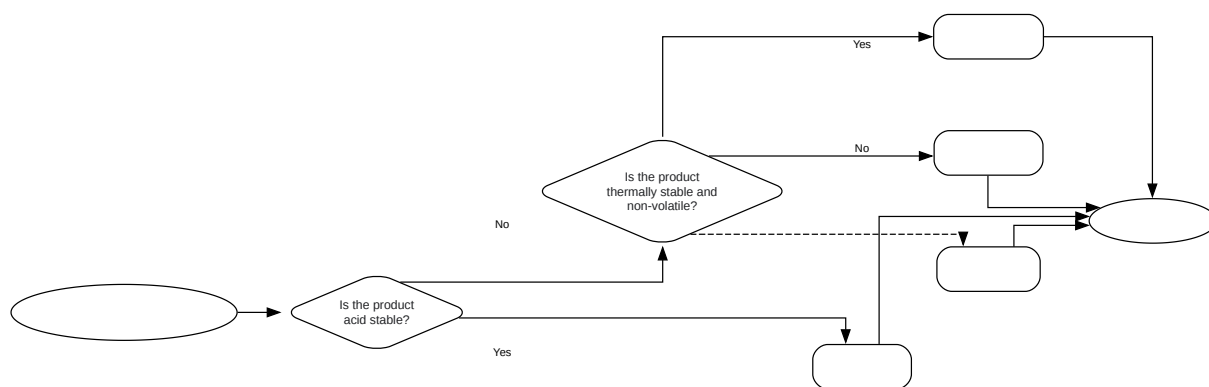 Yes
No
Is the product
thermally stable and
non-volatile?
No
Is the product
acid stable?
Yes